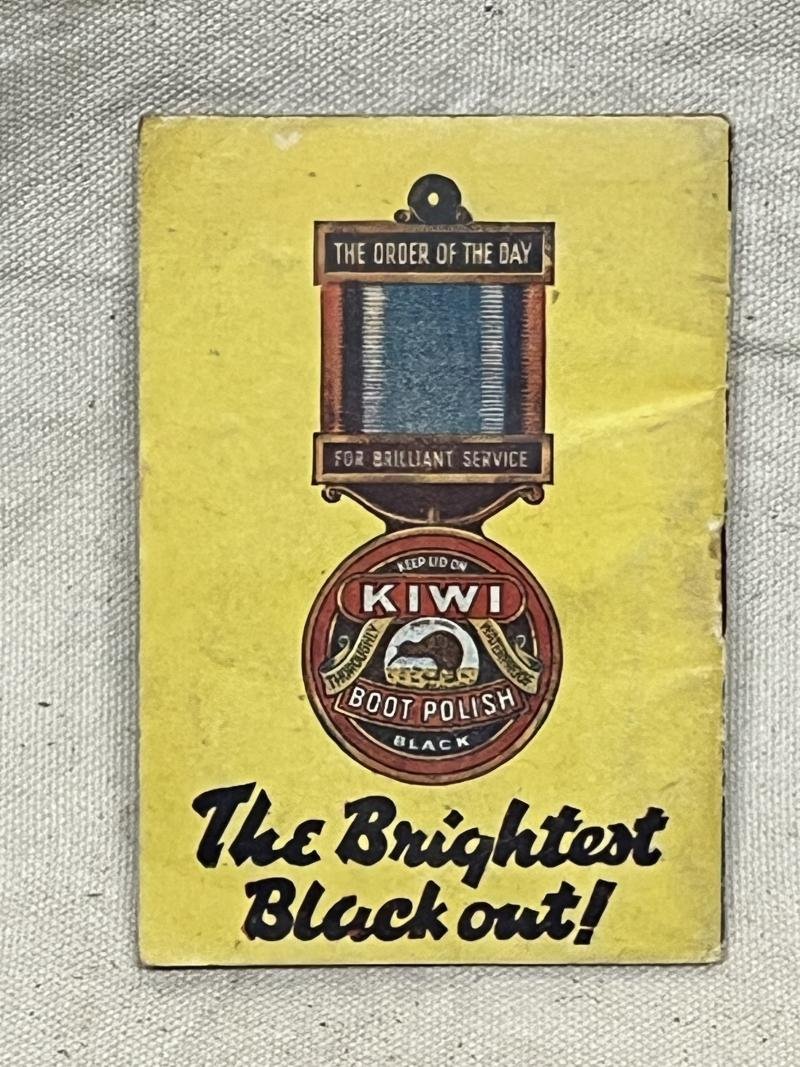 THE ORDER OF THE DAY
FOR BRILLIANT SERVICE
KEEP LID ON
KIWI
THOROUGHLY WATERPROOF
BOOT POLISH
BLACK
The Brightest
Black out!